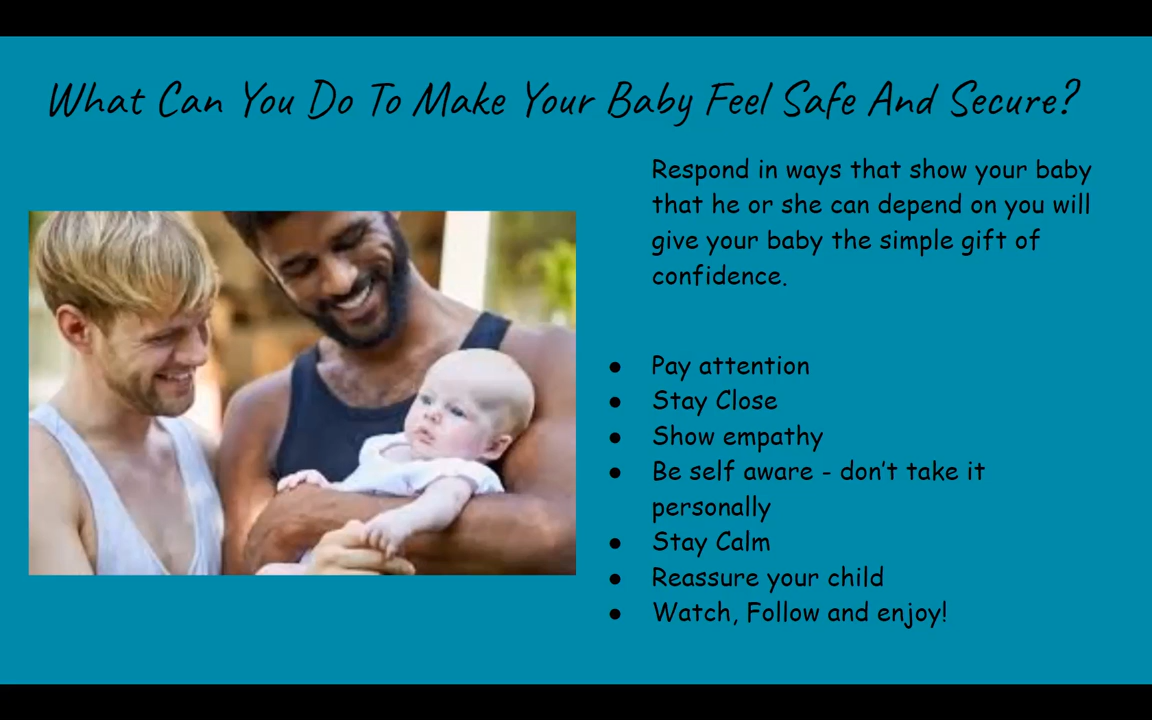 What Can You Do To Make Your Baby Feel Safe And Secure?
Respond in ways that show your baby
that he or she can depend on you will
give your baby the simple gift of
confidence.
● Pay attention
● Stay Close
● Show empathy
● Be self aware - don't take it
personally
● Stay Calm
● Reassure your child
● Watch, Follow and enjoy!